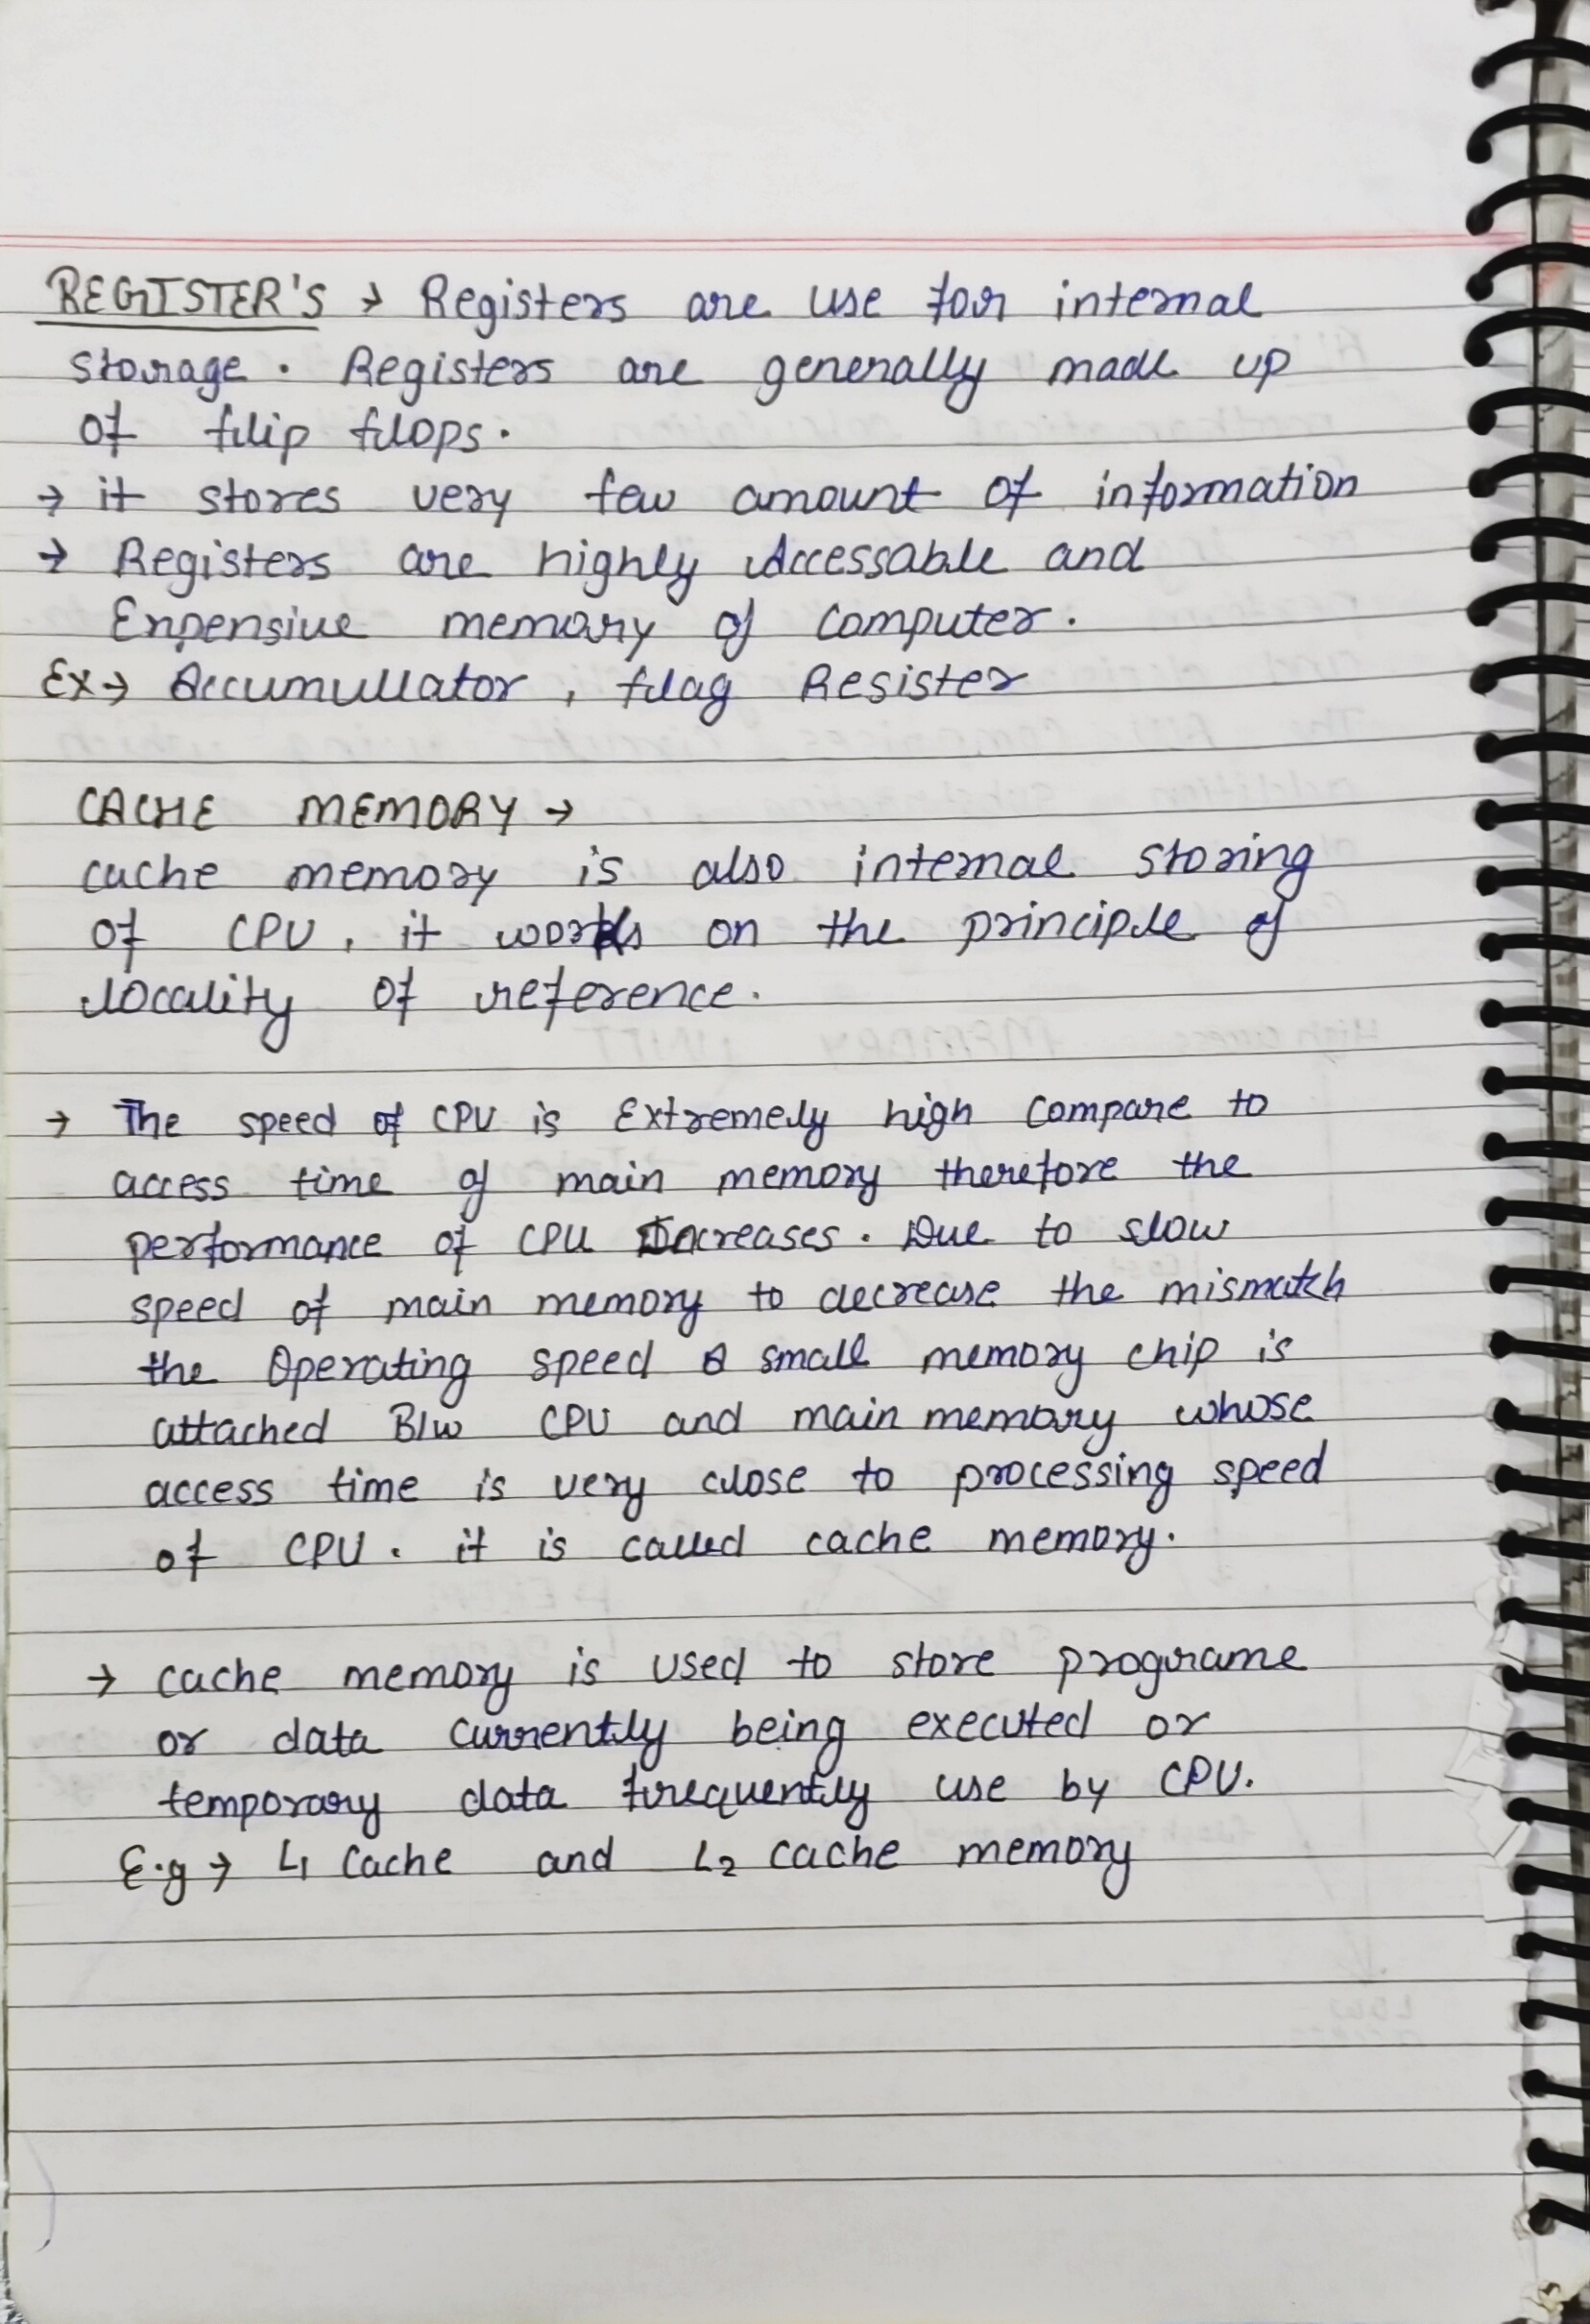 REGISTER'S → Registers are use for internal
storage. Registers are generally made up
of flip flops.
→ it stores very few amount of information
→ Registers are highly Accessable and
Expensive memory of computer.
Ex → Accumullator, flag Resister
CACHE MEMORY →
cache memory is also internal storing
of CPU, it works on the principle of
locality of reference.
→ The speed of CPU is Extremely high compare to
access time of main memory therefore the
performance of CPU Increases. Due to slow
speed of main memory to decrease the mismatch
the operating speed A small memory chip is
attached B/w CPU and main memory whose
access time is very close to processing speed
of CPU. it is called cache memory.
→ cache memory is used to store programe
or data currently being executed or
temporary data frequently use by CPU.
E.g → L1 Cache and L2 cache memory